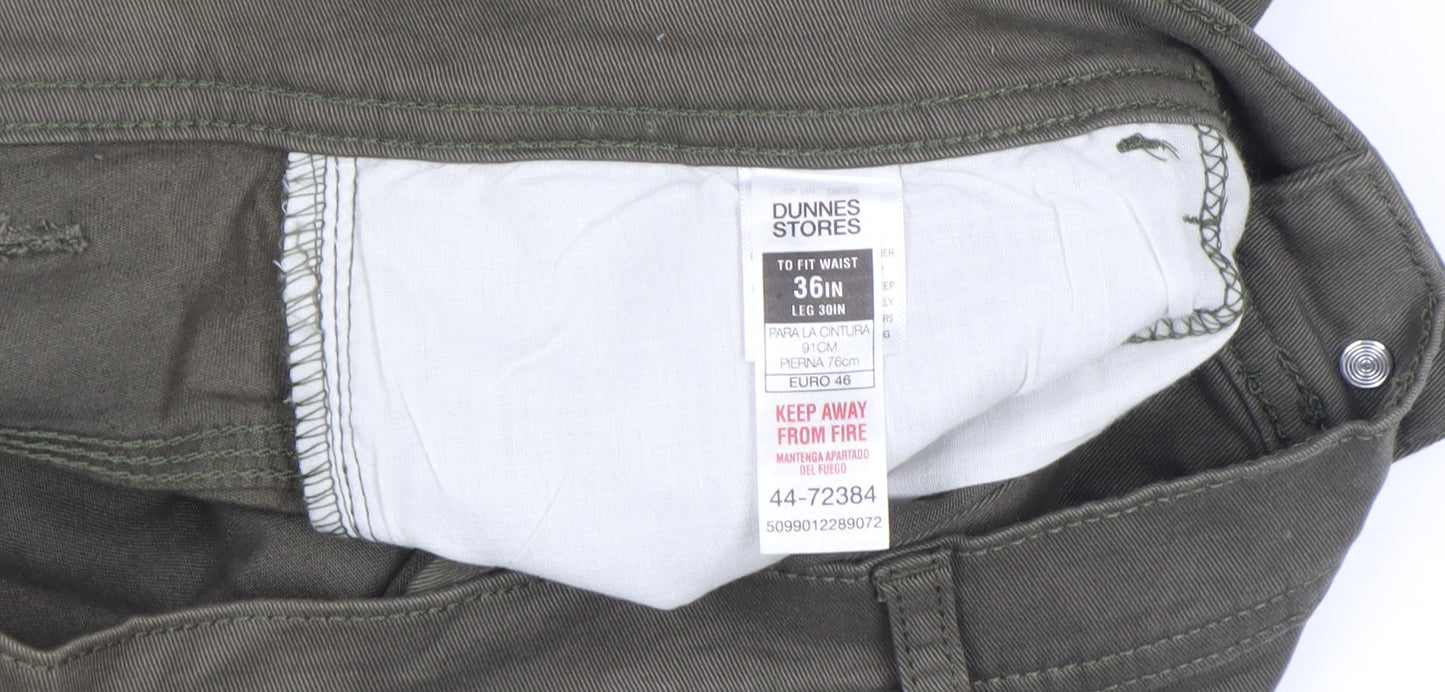 DUNNES
STORES
TO FIT WAIST
36IN
LEG 30IN
PARA LA CINTURA
91CM
PIERNA 76cm
EURO 46
KEEP AWAY
FROM FIRE
MANTENGA APARTADO
DEL FUEGO
44-72384
5099012289072